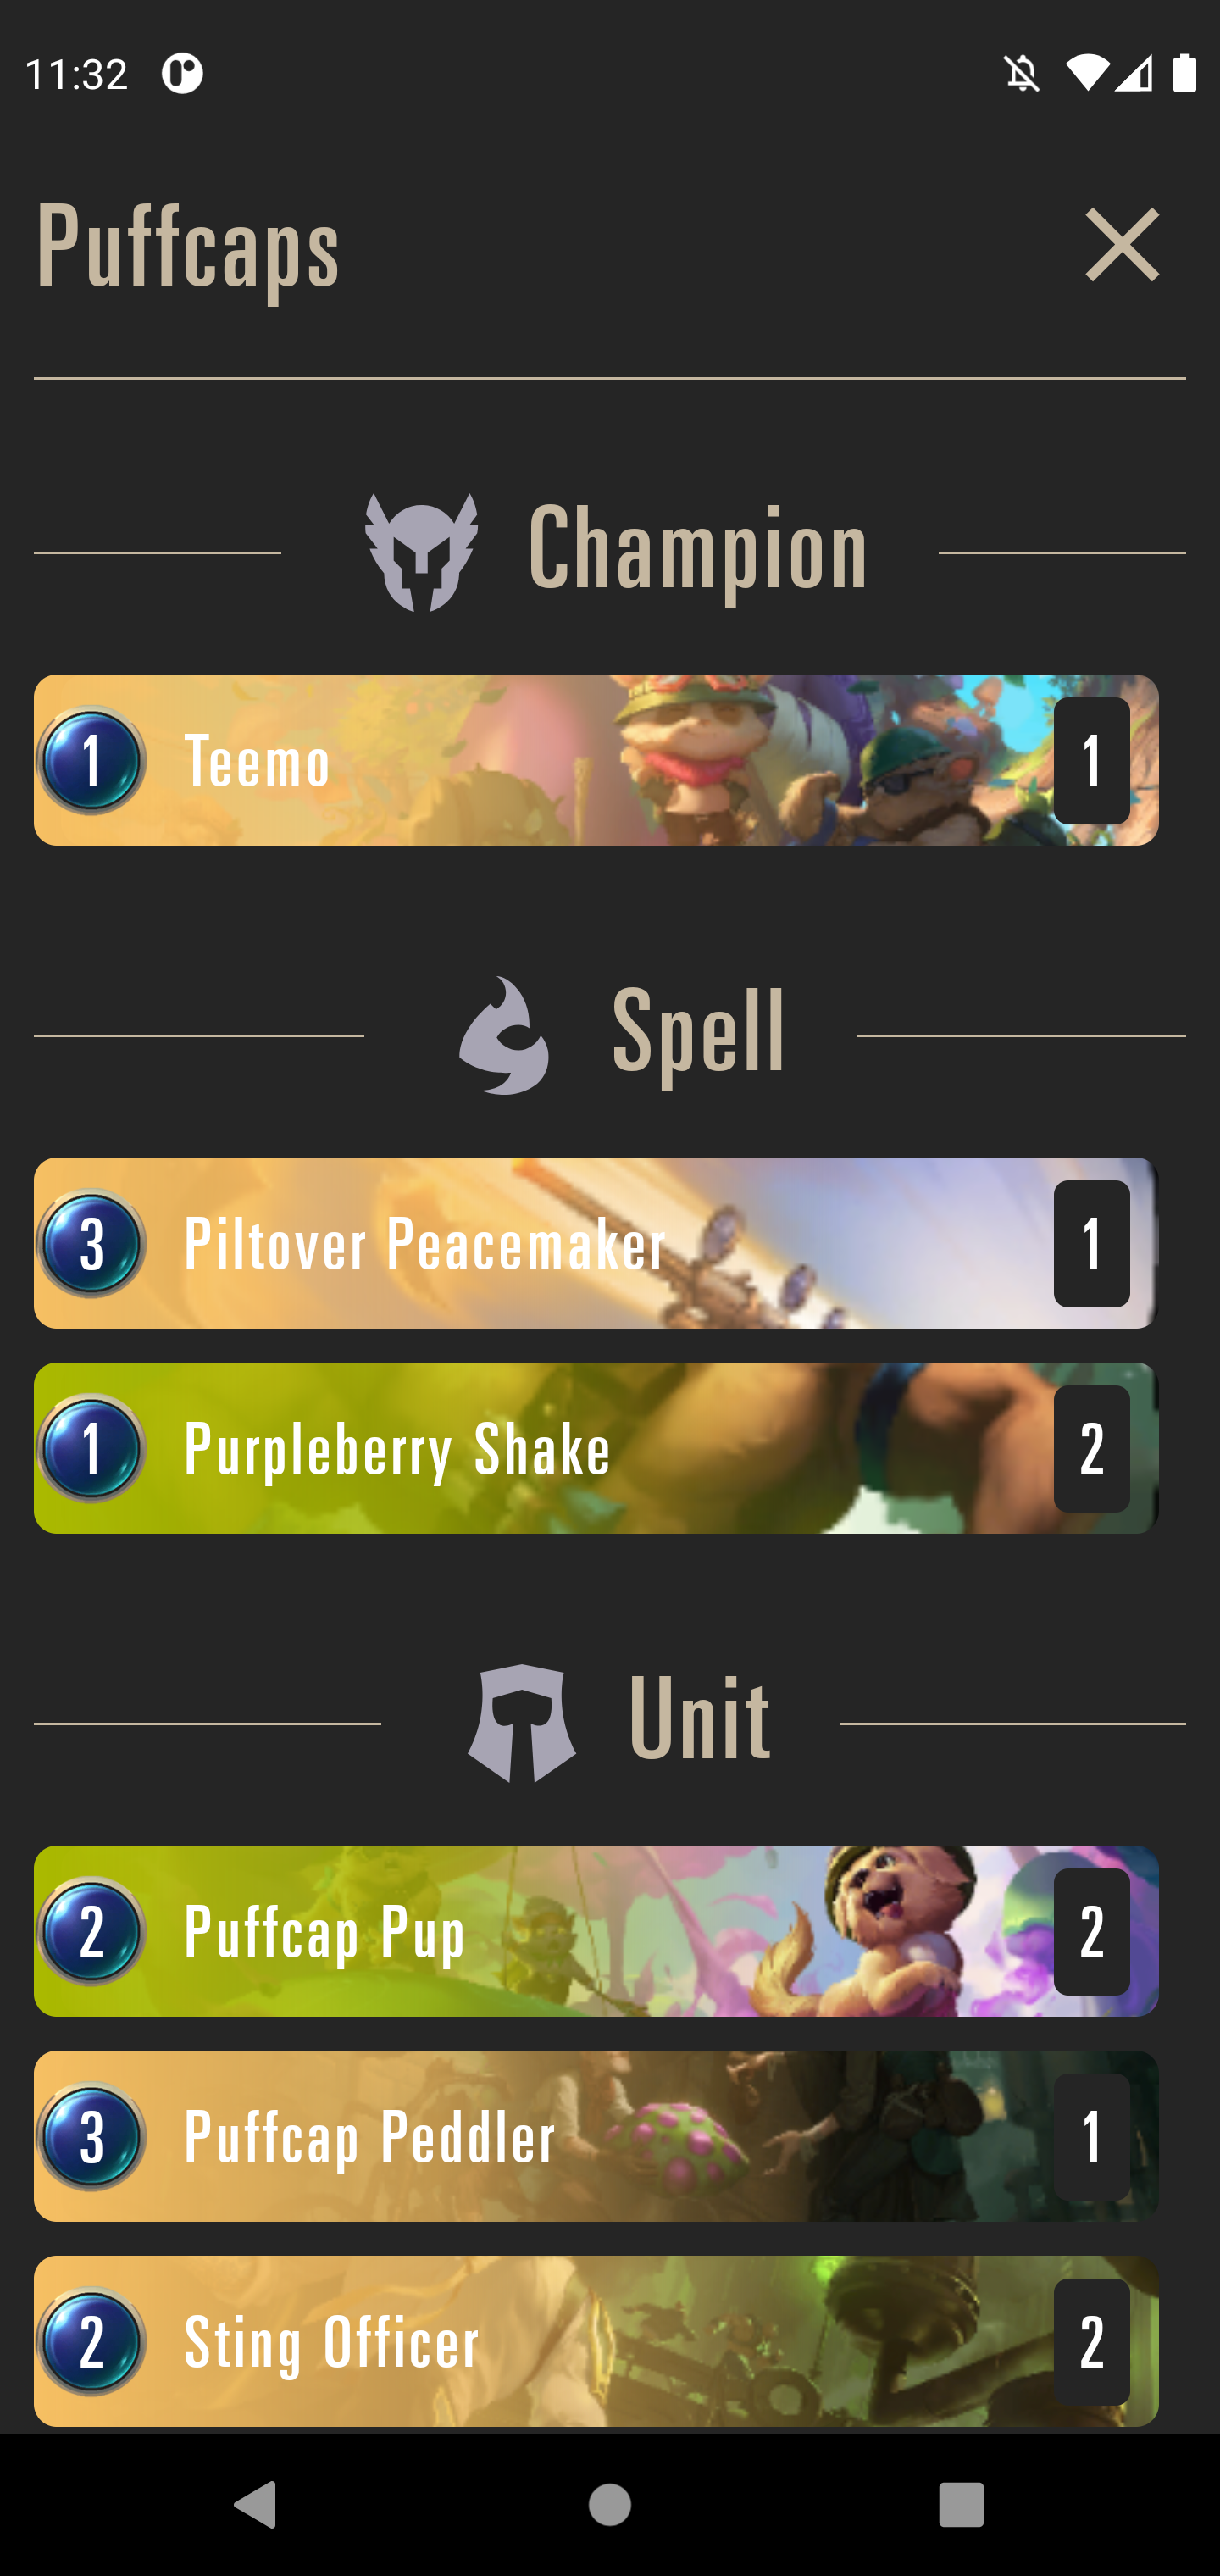 11:32
Puffcaps
Champion
1 Teemo 1
Spell
3 Piltover Peacemaker 1
1 Purpleberry Shake 2
Unit
2 Puffcap Pup 2
3 Puffcap Peddler 1
2 Sting Officer 2